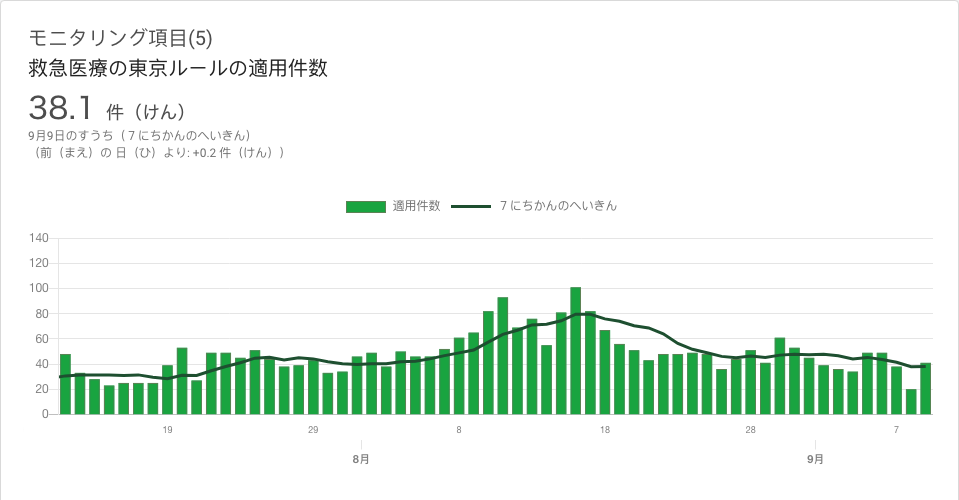 モニタリング項目(5)
救急医療の東京ルールの適用件数
38.1 件（けん）
9月9日のすうち（７にちかんのへいきん）
（前（まえ）の 日（ひ）より: +0.2 件（けん））
適用件数 ７にちかんのへいきん
140
120
100
80
60
40
20
0
19 29 8 18 28 7
8月 9月